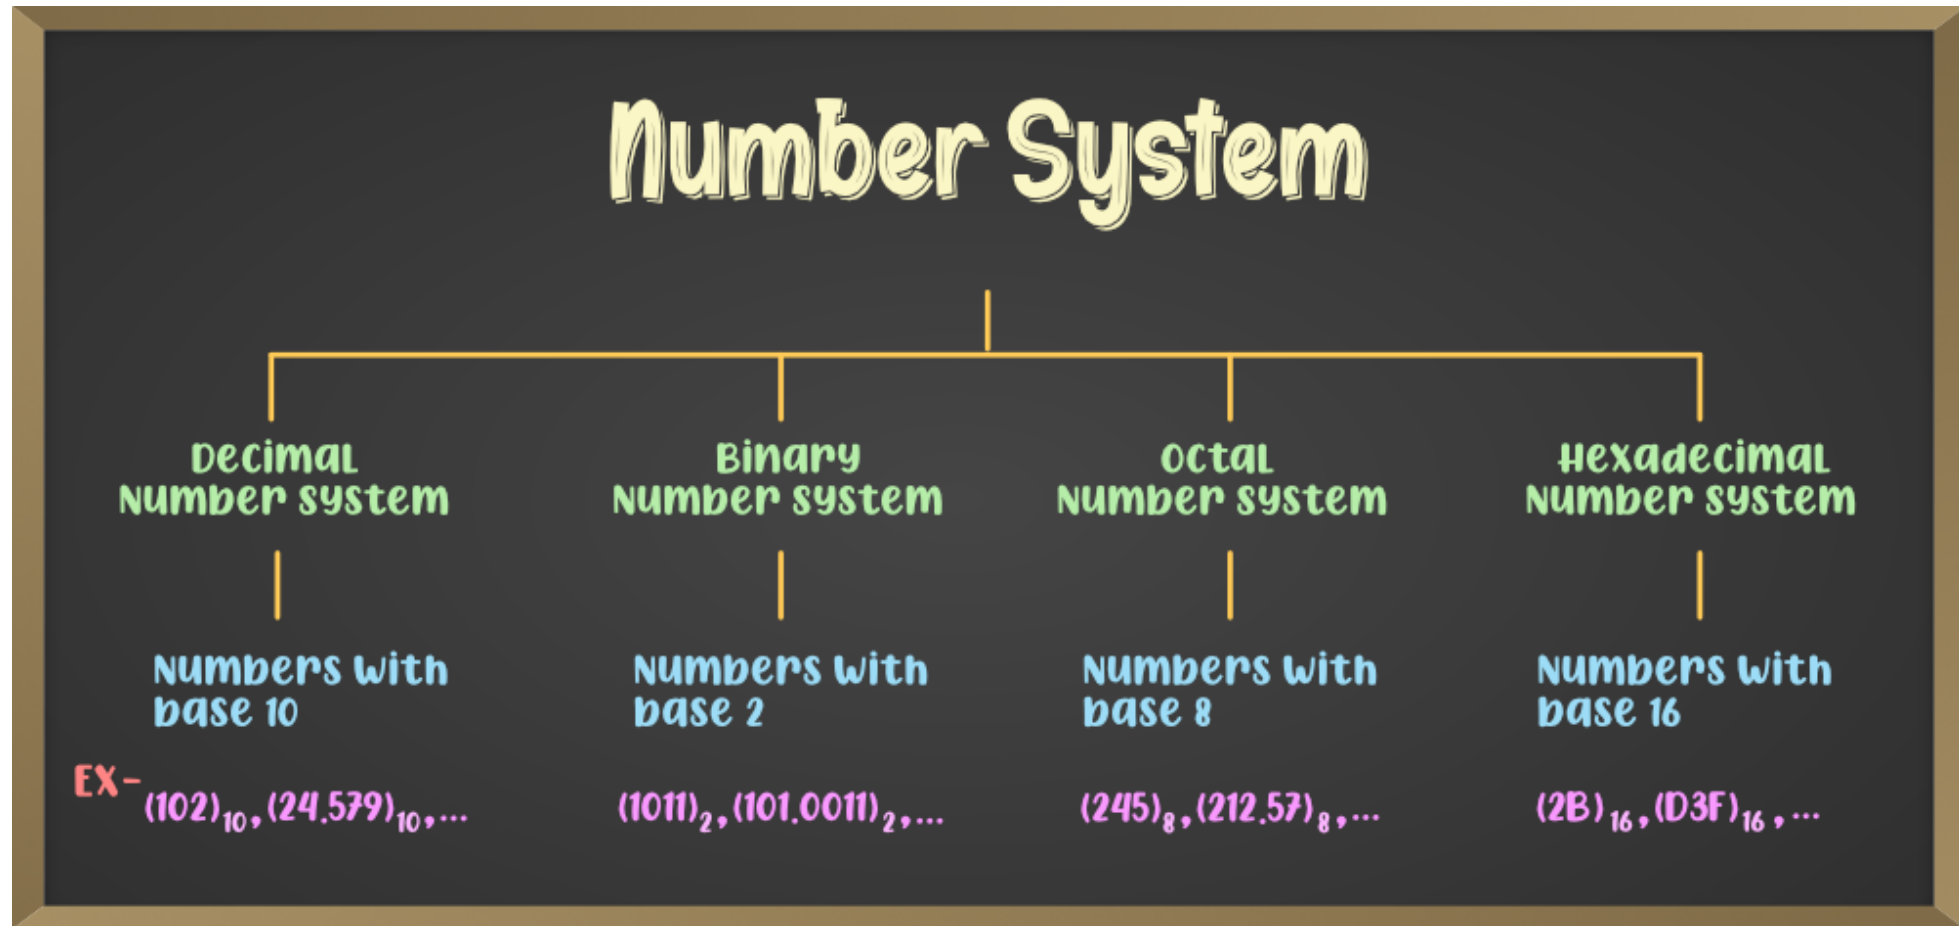 Number System
Decimal
Number system
Binary
Number system
Octal
Number system
Hexadecimal
Number system
Numbers with
base 10
Numbers with
base 2
Numbers with
base 8
Numbers with
base 16
EX-
(102)₁₀, (24.579)₁₀, ...
(1011)₂, (101.0011)₂, ...
(245)₈, (212.57)₈, ...
(2B)₁₆, (D3F)₁₆, ...